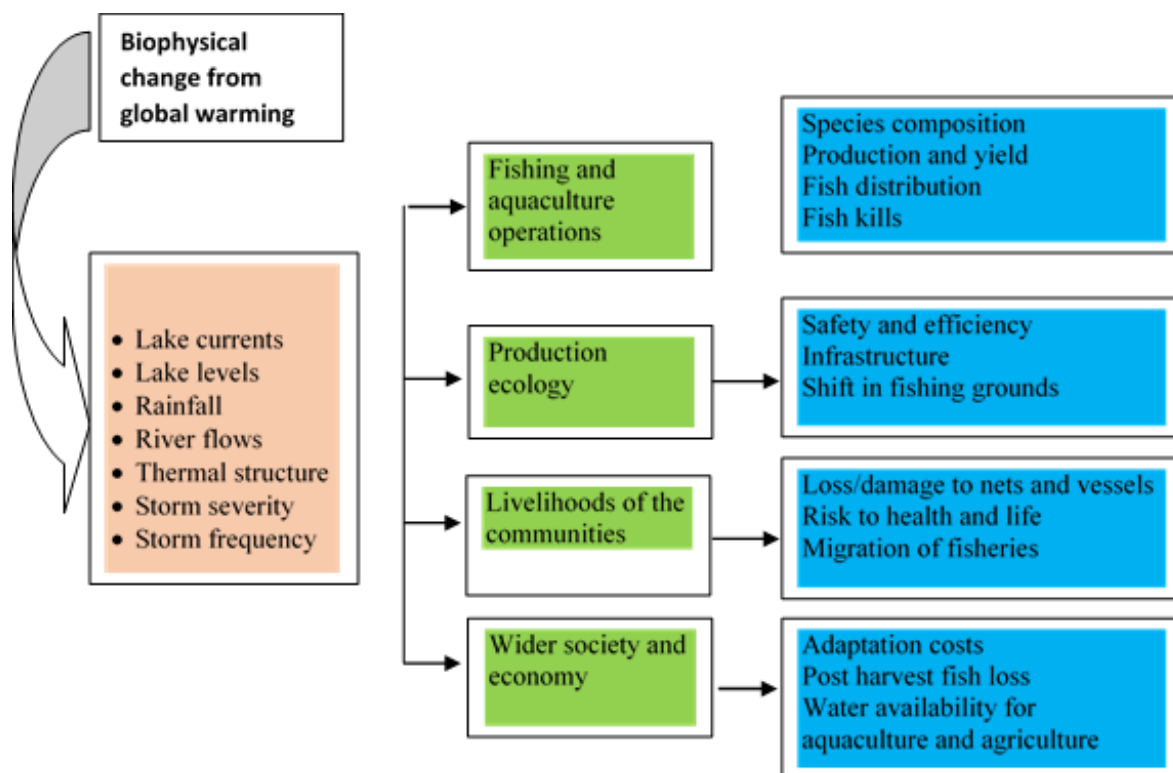 Biophysical
change from
global warming
• Lake currents
• Lake levels
• Rainfall
• River flows
• Thermal structure
• Storm severity
• Storm frequency
Fishing and
aquaculture
operations
Species composition
Production and yield
Fish distribution
Fish kills
Production
ecology
Safety and efficiency
Infrastructure
Shift in fishing grounds
Livelihoods of the
communities
Loss/damage to nets and vessels
Risk to health and life
Migration of fisheries
Wider society and
economy
Adaptation costs
Post harvest fish loss
Water availability for
aquaculture and agriculture